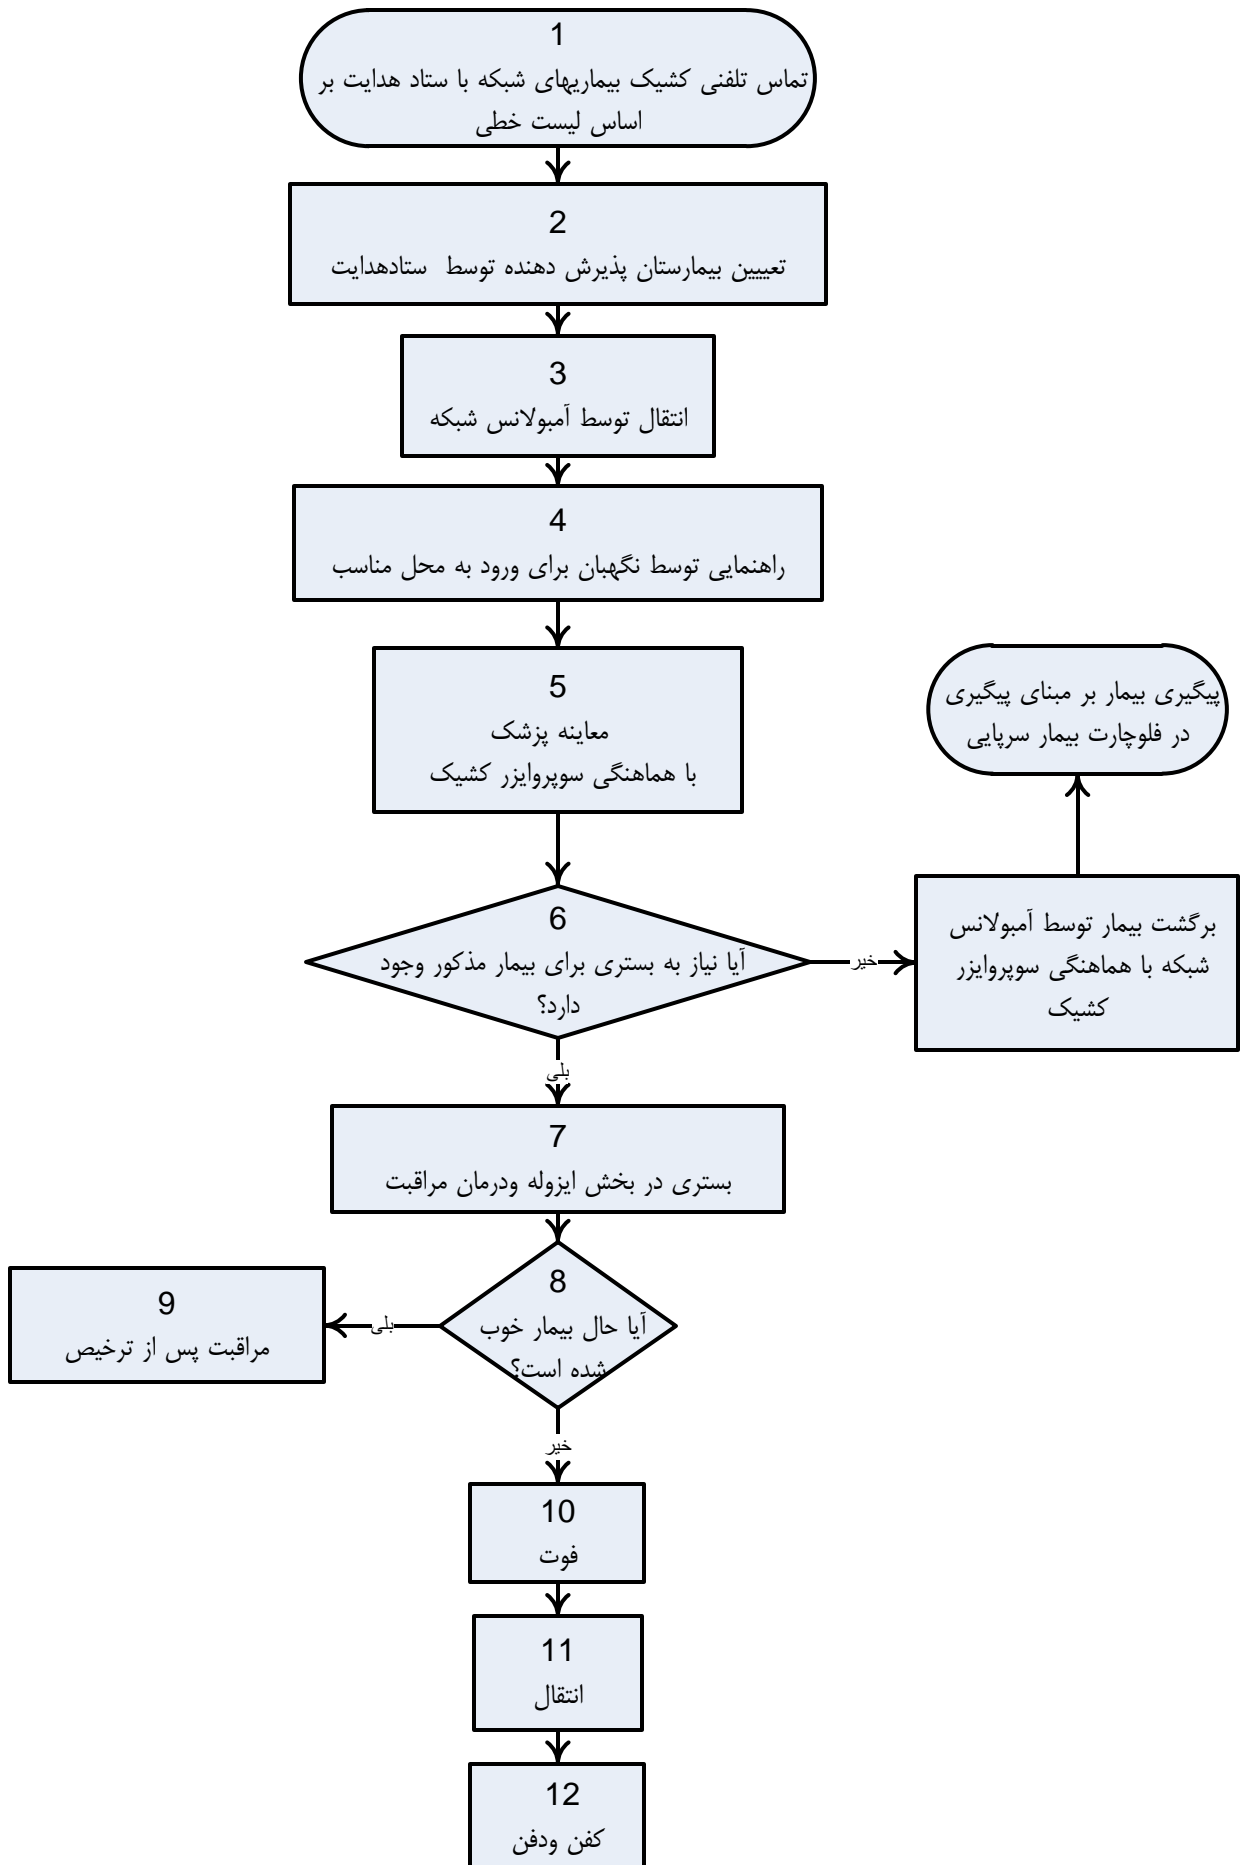 1
تماس تلفنی کشیک بیماریهای شبکه با ستاد هدایت بر
اساس لیست خطی
2
تعییین بیمارستان پذیرش دهنده توسط ستادهدایت
3
انتقال توسط آمبولانس شبکه
4
راهنمایی توسط نگهبان برای ورود به محل مناسب
5
معاینه پزشک
با هماهنگی سوپروایزر کشیک
پیگیری بیمار بر مبنای پیگیری
در فلوچارت بیمار سرپایی
6
آیا نیاز به بستری برای بیمار مذکور وجود
دارد؟
خیر
برگشت بیمار توسط آمبولانس
شبکه با هماهنگی سوپروایزر
کشیک
بلی
7
بستری در بخش ایزوله ودرمان مراقبت
8
آیا حال بیمار خوب
شده است؟
بلی
9
مراقبت پس از ترخیص
خیر
10
فوت
11
انتقال
12
کفن ودفن